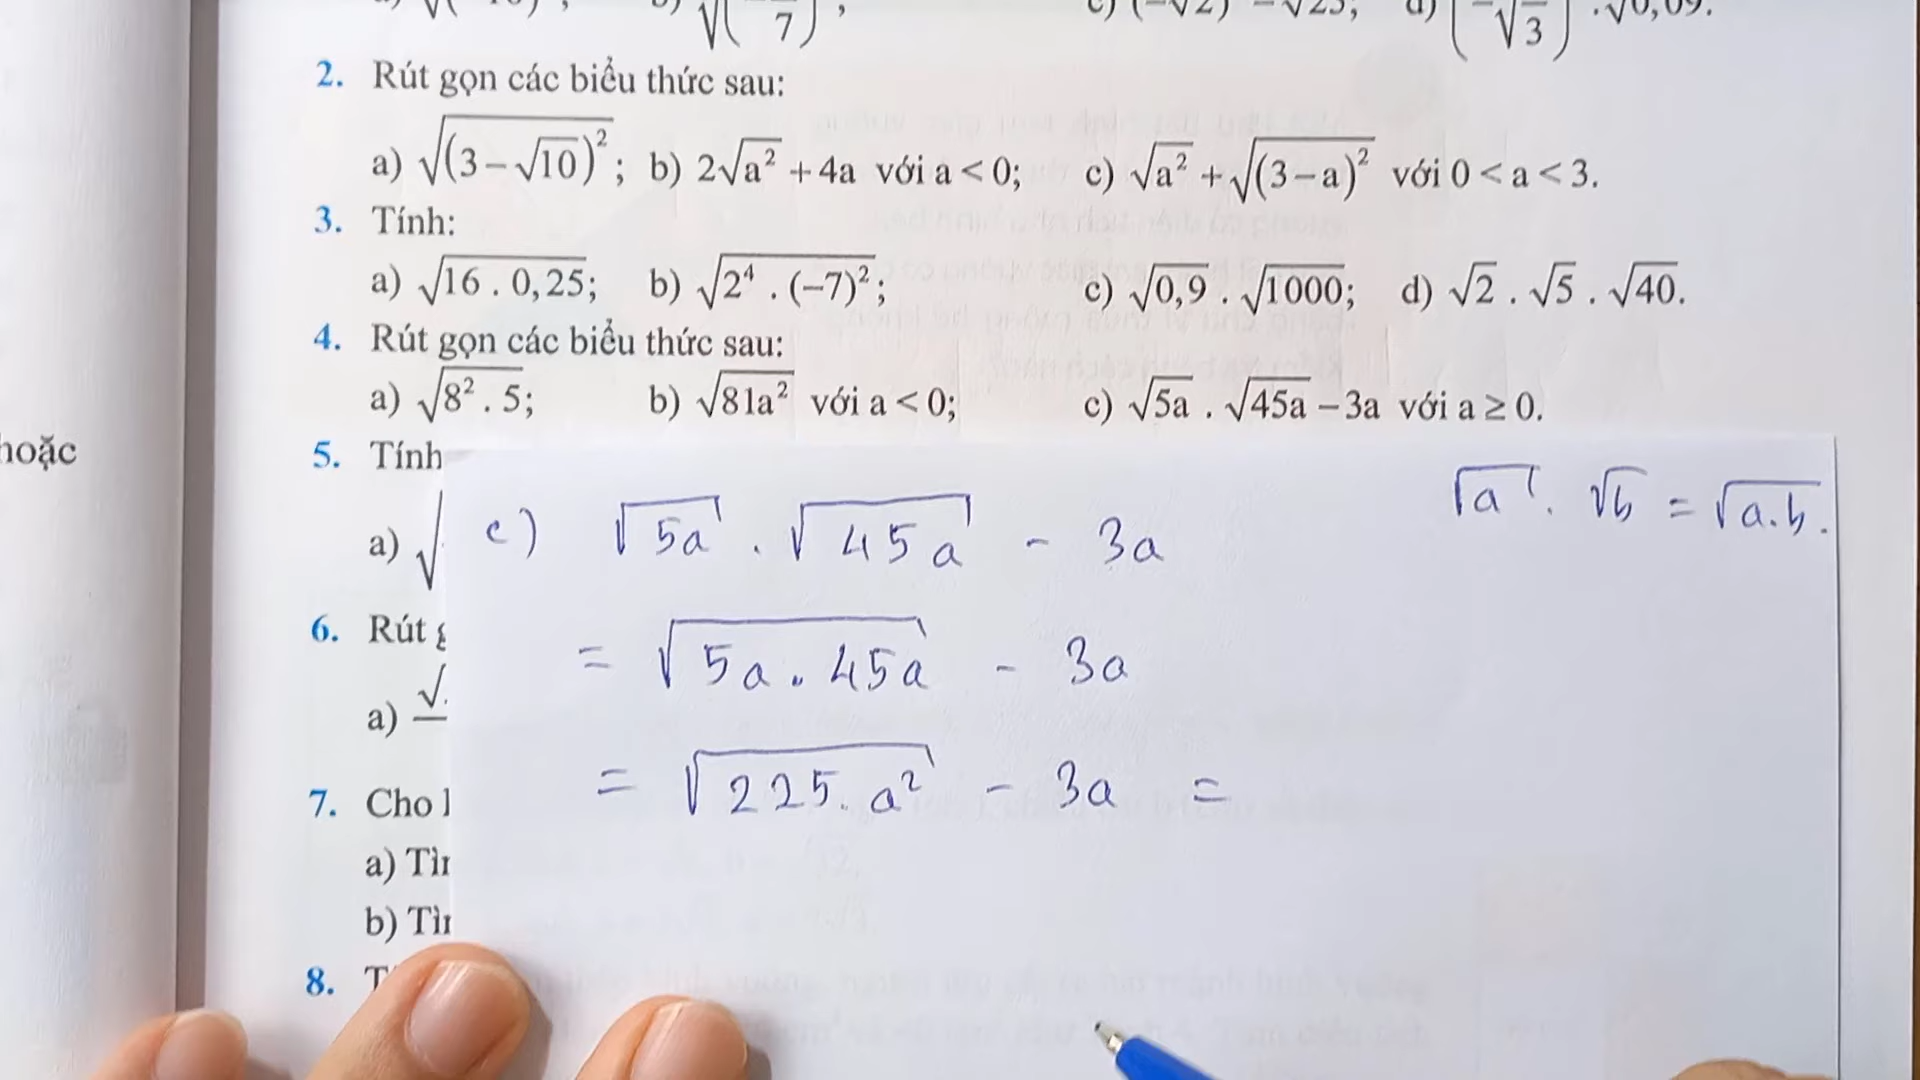 2. Rút gọn các biểu thức sau:
a) √(3–√10)²; b) 2√a² + 4a với a < 0; c) √a² + √(3–a)² với 0 < a < 3.
3. Tính:
a) √16 . 0,25; b) √2⁴ . (–7)²; c) √0,9 . √1000; d) √2 . √5 . √40.
4. Rút gọn các biểu thức sau:
a) √8² . 5; b) √81a² với a < 0; c) √5a . √45a – 3a với a ≥ 0.
hoặc
5. Tính
a) √
c) √5a . √45a - 3a
√a . √b = √a.b.
= √5a . 45a - 3a
= √225.a² - 3a =
6. Rút
a) √
7. Cho
a)
b)
8.